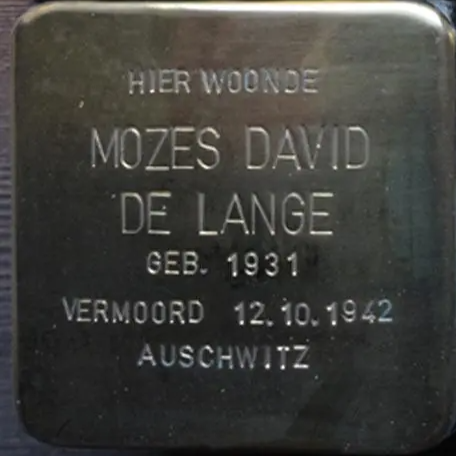 HIER WOONDE
MOZES DAVID
DE LANGE
GEB. 1931
VERMOORD 12.10.1942
AUSCHWITZ